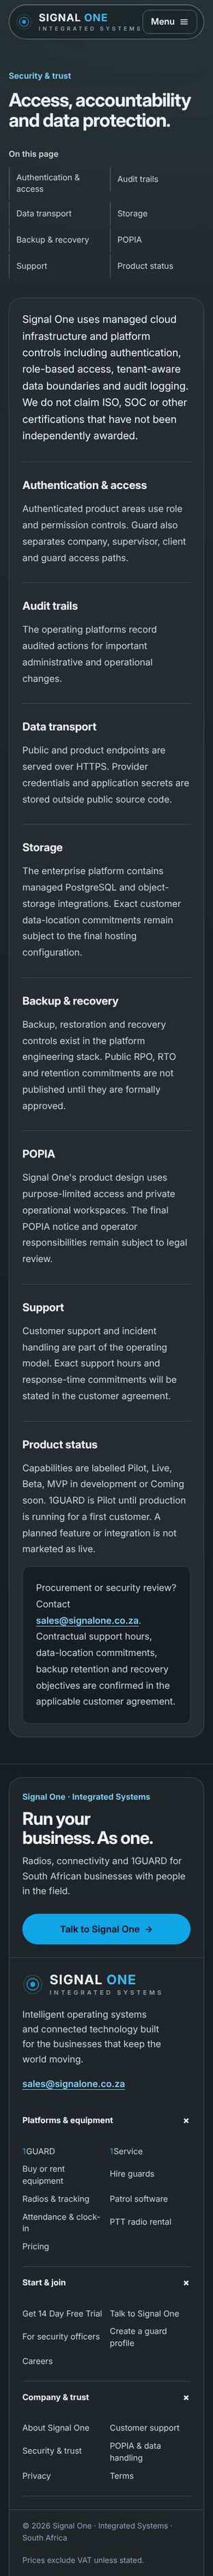 SIGNAL ONE
INTEGRATED SYSTEMS
Menu
Security & trust
Access, accountability
and data protection.
On this page
Authentication &
access
Audit trails
Data transport
Storage
Backup & recovery
POPIA
Support
Product status
Signal One uses managed cloud
infrastructure and platform
controls including authentication,
role-based access, tenant-aware
data boundaries and audit logging.
We do not claim ISO, SOC or other
certifications that have not been
independently awarded.
Authentication & access
Authenticated product areas use role
and permission controls. Guard also
separates company, supervisor, client
and guard access paths.
Audit trails
The operating platforms record
audited actions for important
administrative and operational
changes.
Data transport
Public and product endpoints are
served over HTTPS. Provider
credentials and application secrets are
stored outside public source code.
Storage
The enterprise platform contains
managed PostgreSQL and object-
storage integrations. Exact customer
data-location commitments remain
subject to the final hosting
configuration.
Backup & recovery
Backup, restoration and recovery
controls exist in the platform
engineering stack. Public RPO, RTO
and retention commitments are not
published until they are formally
approved.
POPIA
Signal One's product design uses
purpose-limited access and private
operational workspaces. The final
POPIA notice and operator
responsibilities remain subject to legal
review.
Support
Customer support and incident
handling are part of the operating
model. Exact support hours and
response-time commitments will be
stated in the customer agreement.
Product status
Capabilities are labelled Pilot, Live,
Beta, MVP in development or Coming
soon. 1GUARD is Pilot until production
is running for a first customer. A
planned feature or integration is not
marketed as live.
Procurement or security review?
Contact
sales@signalone.co.za.
Contractual support hours,
data-location commitments,
backup retention and recovery
objectives are confirmed in the
applicable customer agreement.
Signal One · Integrated Systems
Run your
business. As one.
Radios, connectivity and 1GUARD for
South African businesses with people
in the field.
Talk to Signal One →
SIGNAL ONE
INTEGRATED SYSTEMS
Intelligent operating systems
and connected technology built
for the businesses that keep the
world moving.
sales@signalone.co.za
Platforms & equipment ×
1GUARD
1Service
Buy or rent
equipment
Hire guards
Radios & tracking
Patrol software
Attendance & clock-
in
PTT radio rental
Pricing
Start & join ×
Get 14 Day Free Trial
Talk to Signal One
For security officers
Create a guard
profile
Careers
Company & trust ×
About Signal One
Customer support
Security & trust
POPIA & data
handling
Privacy
Terms
© 2026 Signal One · Integrated Systems ·
South Africa
Prices exclude VAT unless stated.